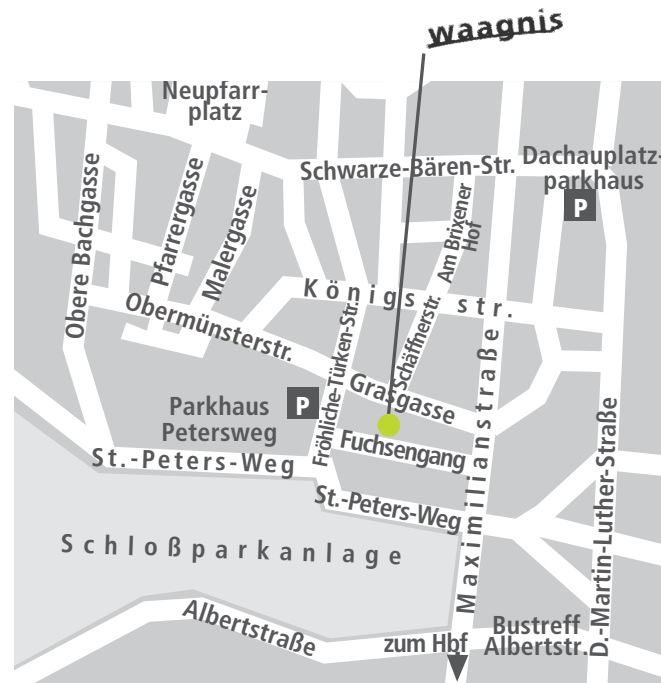 waagnis
Neupfarr-
platz
Schwarze-Bären-Str.
Dachauplatz-
parkhaus
P
Obere Bachgasse
Pfarrergasse
Malergasse
Am Brixener
Hof
Königsstr.
Obermünsterstr.
Fröhliche-Türken-Str.
Schäffnerstr.
Grasgasse
Maximilianstraße
P
Parkhaus
Petersweg
Fuchsengang
St.-Peters-Weg
St.-Peters-Weg
D.-Martin-Luther-Straße
Schloßparkanlage
Albertstraße
zum Hbf
Bustreff
Albertstr.